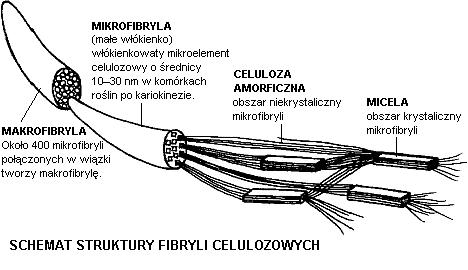 MIKROFIBRYLA
(małe włókienko)
włókienkowaty mikroelement
celulozowy o średnicy
10–30 nm w komórkach
roślin po kariokinezie.
CELULOZA
AMORFICZNA
obszar niekrystaliczny
mikrofibryli
MICELA
obszar krystaliczny
mikrofibryli
MAKROFIBRYLA
Około 400 mikrofibryli
połączonych w wiązki
tworzy makrofibrylę.
SCHEMAT STRUKTURY FIBRYLI CELULOZOWYCH